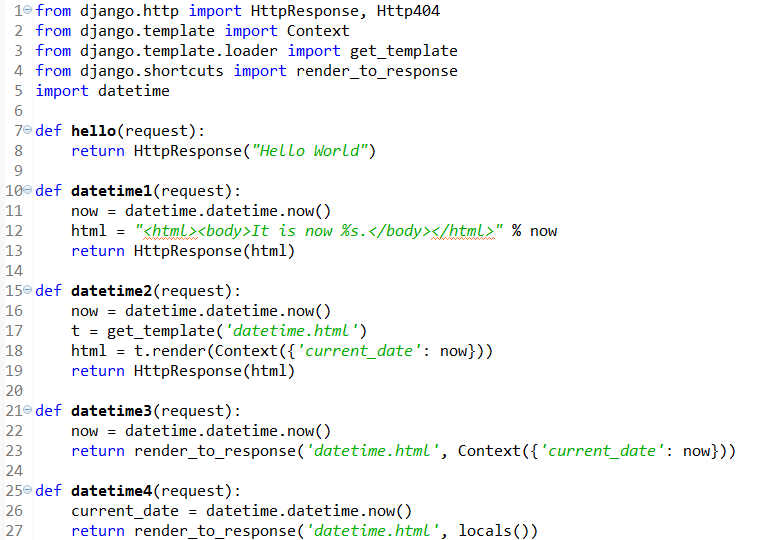 1 from django.http import HttpResponse, Http404
2 from django.template import Context
3 from django.template.loader import get_template
4 from django.shortcuts import render_to_response
5 import datetime
6
7 def hello(request):
8     return HttpResponse("Hello World")
9
10 def datetime1(request):
11     now = datetime.datetime.now()
12     html = "<html><body>It is now %s.</body></html>" % now
13     return HttpResponse(html)
14
15 def datetime2(request):
16     now = datetime.datetime.now()
17     t = get_template('datetime.html')
18     html = t.render(Context({'current_date': now}))
19     return HttpResponse(html)
20
21 def datetime3(request):
22     now = datetime.datetime.now()
23     return render_to_response('datetime.html', Context({'current_date': now}))
24
25 def datetime4(request):
26     current_date = datetime.datetime.now()
27     return render_to_response('datetime.html', locals())